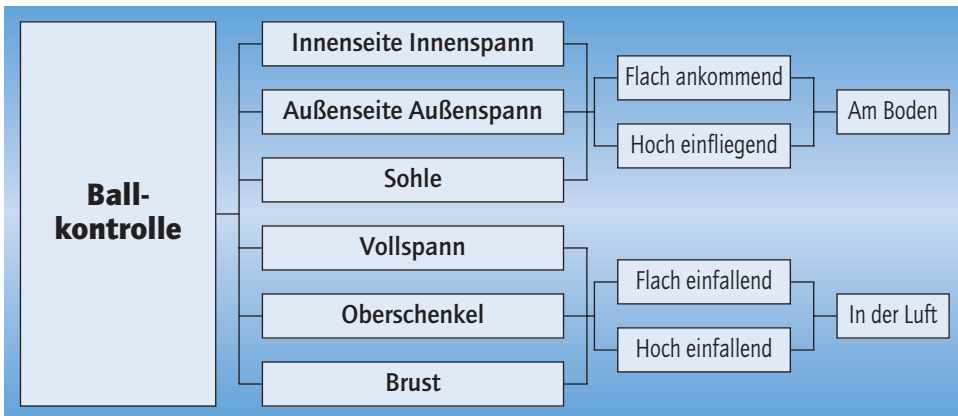 Ball-
kontrolle
Innenseite Innenspann
Außenseite Außenspann
Sohle
Vollspann
Oberschenkel
Brust
Flach ankommend
Hoch einfliegend
Flach einfallend
Hoch einfallend
Am Boden
In der Luft